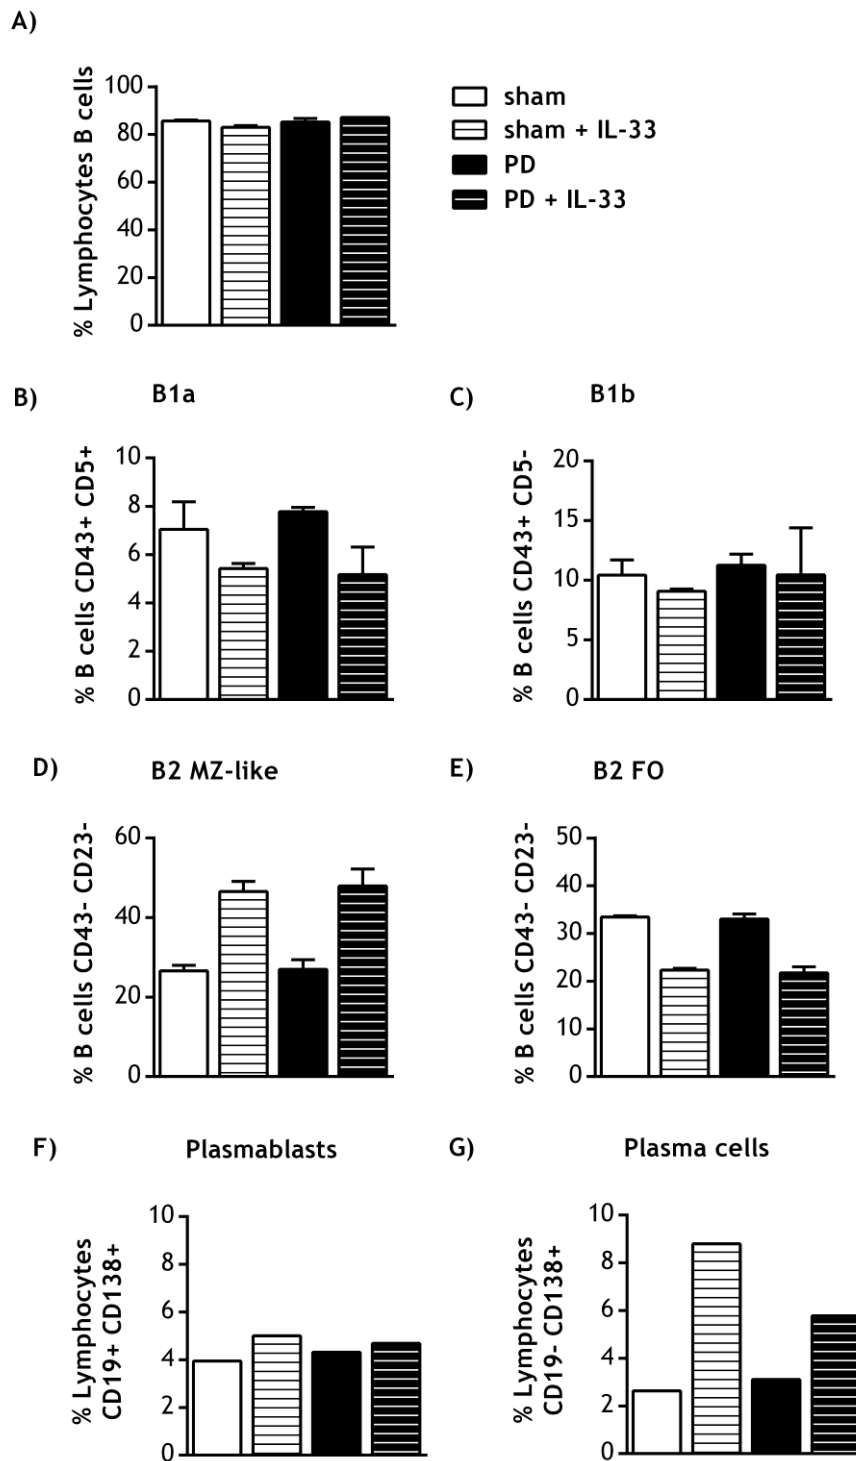 A)
% Lymphocytes B cells
100
80
60
40
20
0
sham
sham + IL-33
PD
PD + IL-33
B)
B1a
% B cells CD43+ CD5+
10
8
6
4
2
0
C)
B1b
% B cells CD43+ CD5-
20
15
10
5
0
D)
B2 MZ-like
% B cells CD43- CD23-
60
40
20
0
E)
B2 FO
% B cells CD43- CD23-
50
40
30
20
10
0
F)
Plasmablasts
% Lymphocytes
CD19+ CD138+
10
8
6
4
2
0
G)
Plasma cells
% Lymphocytes
CD19- CD138+
10
8
6
4
2
0